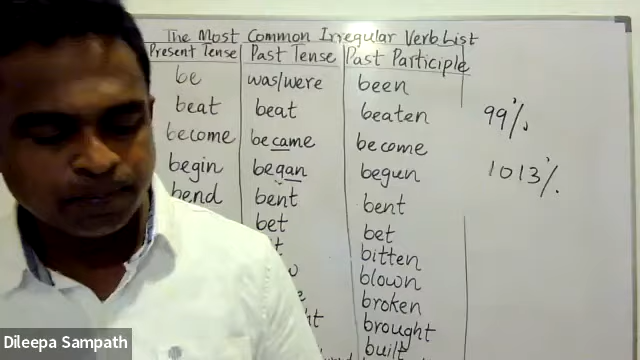 The Most Common Irregular Verb List
Present Tense Past Tense Past Participle
be was/were been
beat beat beaten 99%
become became become
begin began begun 1013%
bend bent bent
bet bet
bitten
blown
broken
brought
built
Dileepa Sampath